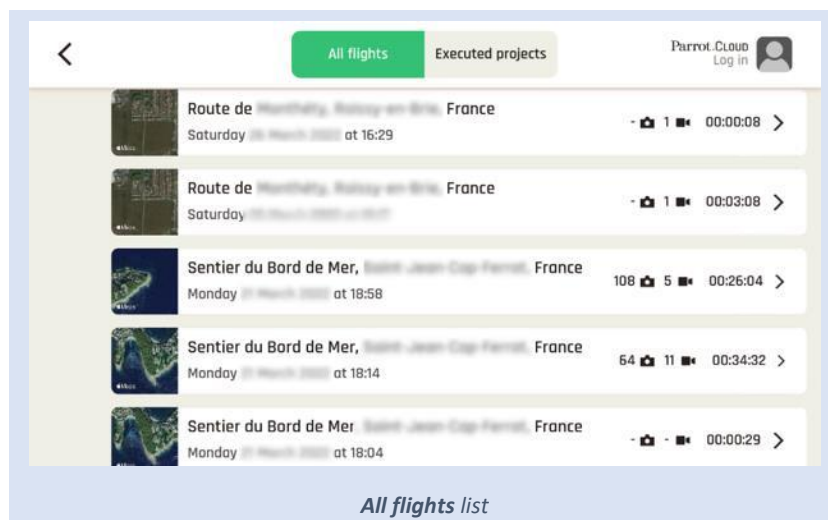 All flights Executed projects Parrot.Cloud
Log in
Route de France
Saturday at 16:29 - 1 00:00:08
Route de France
Saturday - 1 00:03:08
Sentier du Bord de Mer, France
Monday at 18:58 108 5 00:26:04
Sentier du Bord de Mer, France
Monday at 18:14 64 11 00:34:32
Sentier du Bord de Mer France
Monday at 18:04 - - 00:00:29
All flights list